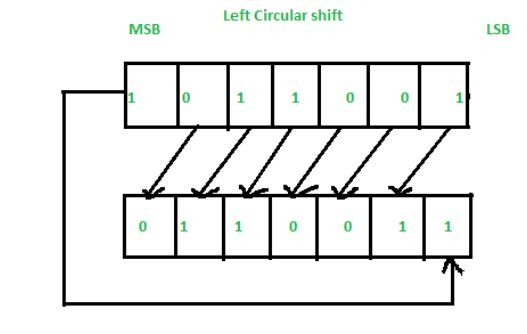 Left Circular shift
MSB LSB
1 0 1 1 0 0 1
0 1 1 0 0 1 1